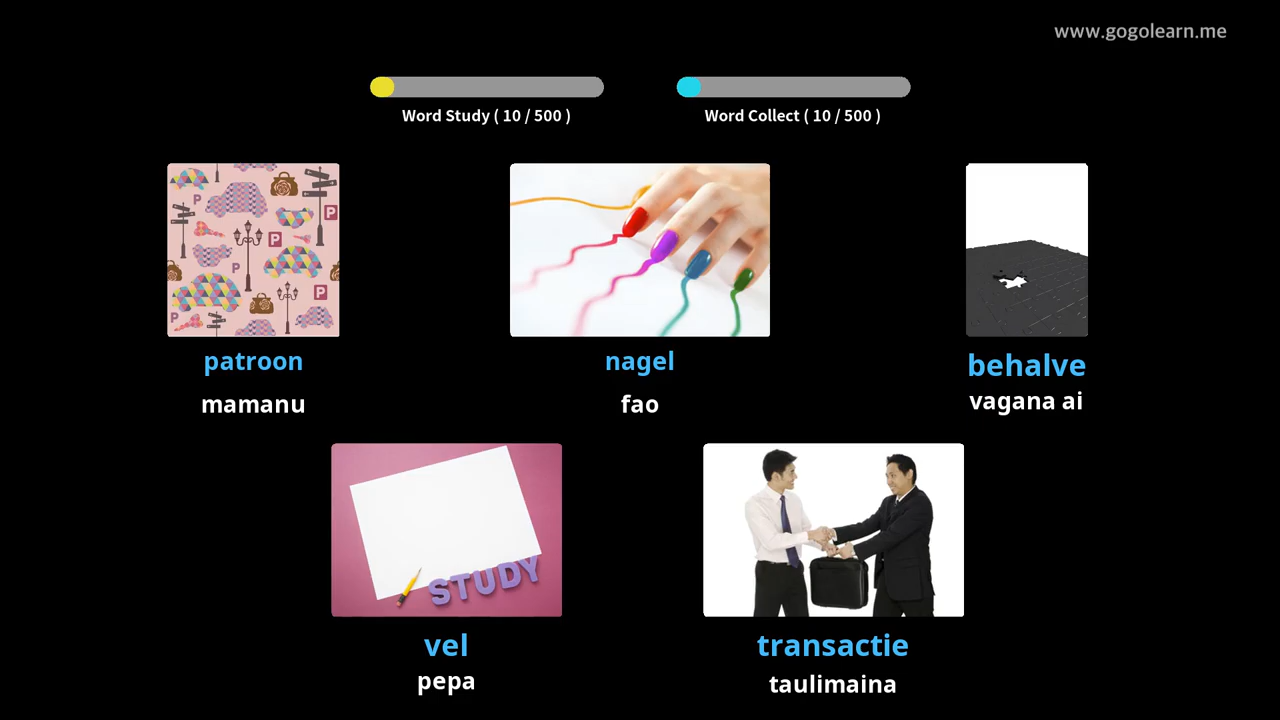 www.gogolearn.me
Word Study ( 10 / 500 )
Word Collect ( 10 / 500 )
P
P
P
P
P
P
patroon
mamanu
nagel
fao
behalve
vagana ai
STUDY
vel
pepa
transactie
taulimaina